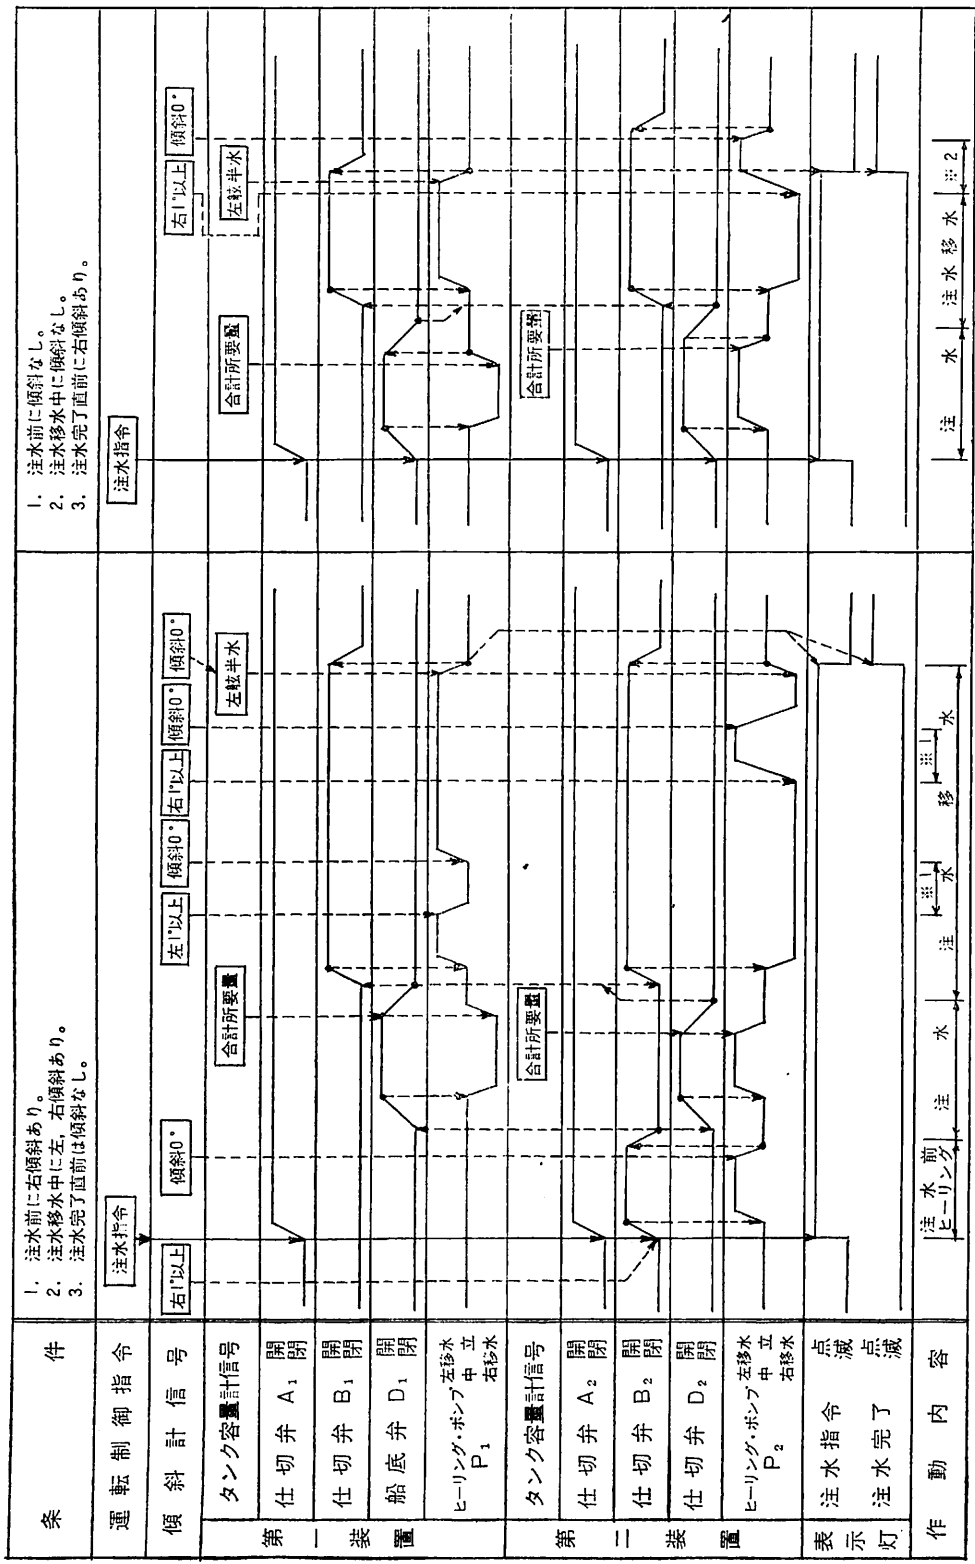 条件
1. 注水前に右傾斜あり。
2. 注水移水中に左, 右傾斜あり。
3. 注水完了直前は傾斜なし。
1. 注水前に傾斜なし。
2. 注水移水中に傾斜なし。
3. 注水完了直前に右傾斜あり。
運転制御指令
注水指令
注水指令
傾斜計信号
右1°以上
傾斜0°
左1°以上
傾斜0°
右1°以上
傾斜0°
傾斜0°
右1°以上
傾斜0°
第一装置
タンク容量計信号
合計所要量
左舷半水
合計所要量
左舷半水
仕切弁 A₁ 開閉
仕切弁 B₁ 開閉
船底弁 D₁ 開閉
ヒーリング・ポンプ P₁ 左移水 中立 右移水
第二装置
タンク容量計信号
合計所要量
合計所要量
仕切弁 A₂ 開閉
仕切弁 B₂ 開閉
仕切弁 D₂ 開閉
ヒーリング・ポンプ P₂ 左移水 中立 右移水
表示灯
注水指令 点滅
注水完了 点滅
作動内容
注水前ヒーリング
注水
注水移水
※1
※1
注水
注水移水
※2